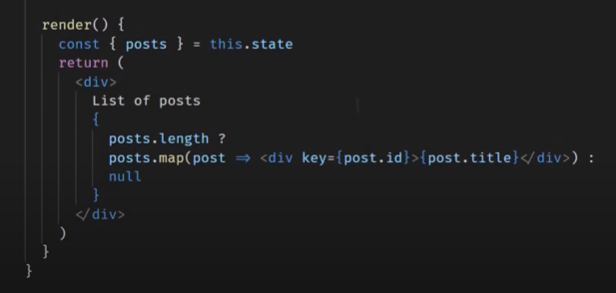 render() {
const { posts } = this.state
return (
<div>
List of posts
{
posts.length ?
posts.map(post => <div key={post.id}>{post.title}</div>) :
null
}
</div>
)
}
}